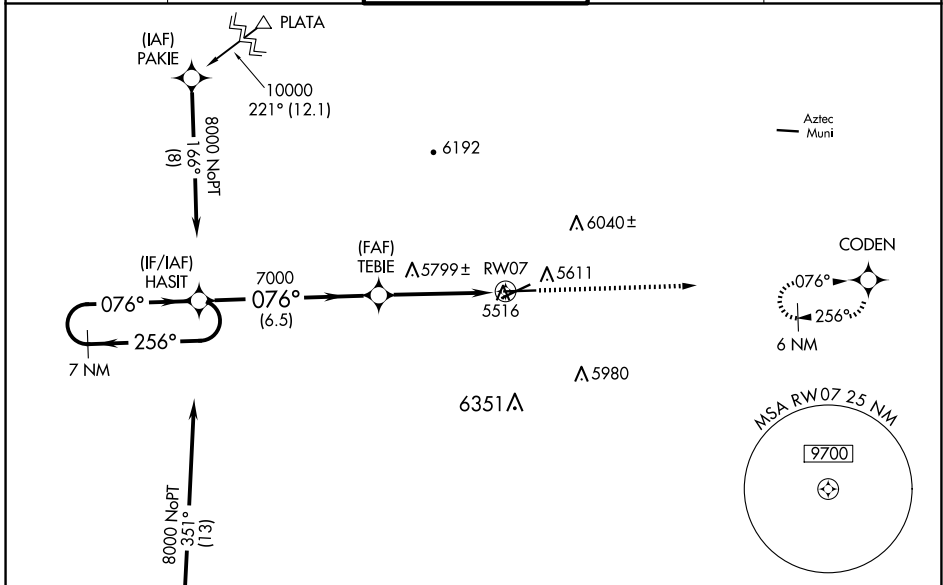 PLATA
(IAF)
PAKIE
10000
221° (12.1)
8000 NoPT
166°
(8)
6192
Aztec
Muni
6040±
(IF/IAF)
HASIT
7000
076°
(6.5)
(FAF)
TEBIE
5799±
RW07
5611
5516
CODEN
076°
256°
6 NM
076°
256°
7 NM
5980
6351
MSA RW07 25 NM
9700
8000 NoPT
351°
(13)